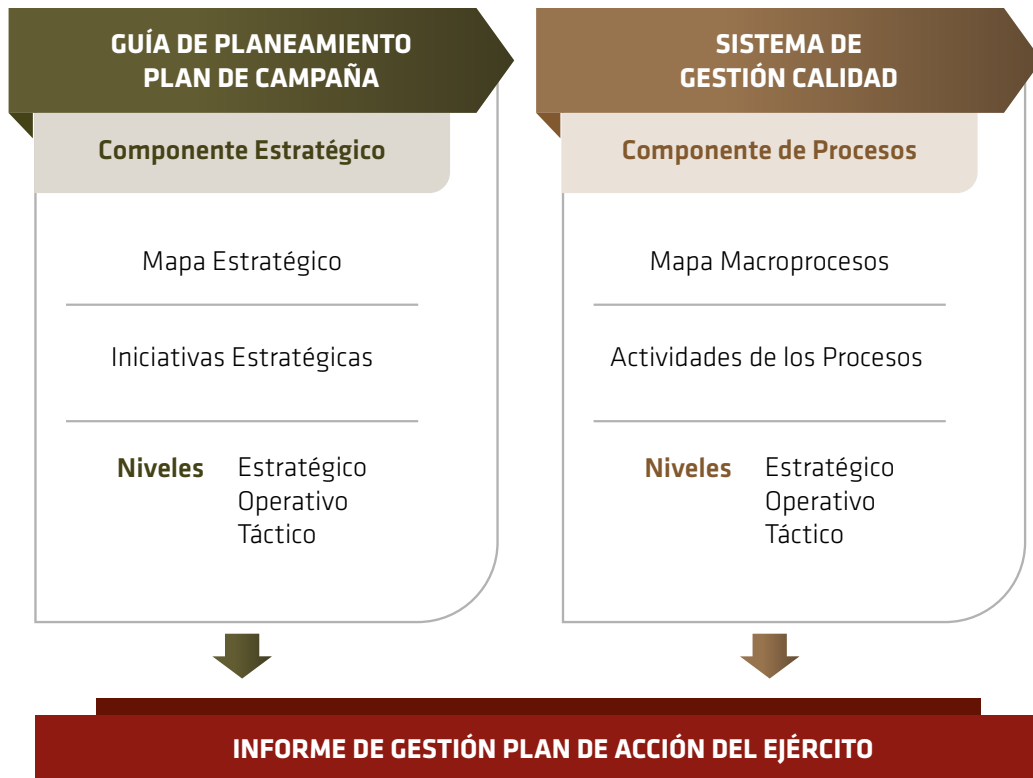 GUÍA DE PLANEAMIENTO
PLAN DE CAMPAÑA
Componente Estratégico
Mapa Estratégico
Iniciativas Estratégicas
Niveles Estratégico
Operativo
Táctico
SISTEMA DE
GESTIÓN CALIDAD
Componente de Procesos
Mapa Macroprocesos
Actividades de los Procesos
Niveles Estratégico
Operativo
Táctico
INFORME DE GESTIÓN PLAN DE ACCIÓN DEL EJÉRCITO